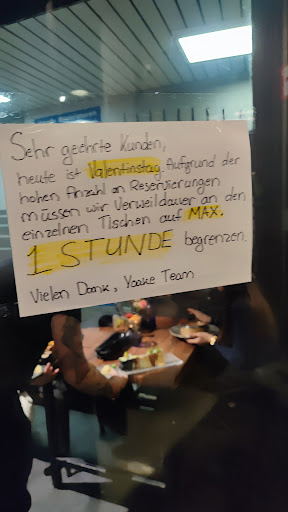 Sehr geehrte Kunden,
heute ist Valentinstag. Aufgrund der
hohen Anzahl an Reservierungen
müssen wir Verweildauer an den
einzelnen Tischen auf MAX.
1 STUNDE begrenzen.
Vielen Dank, Yoake Team